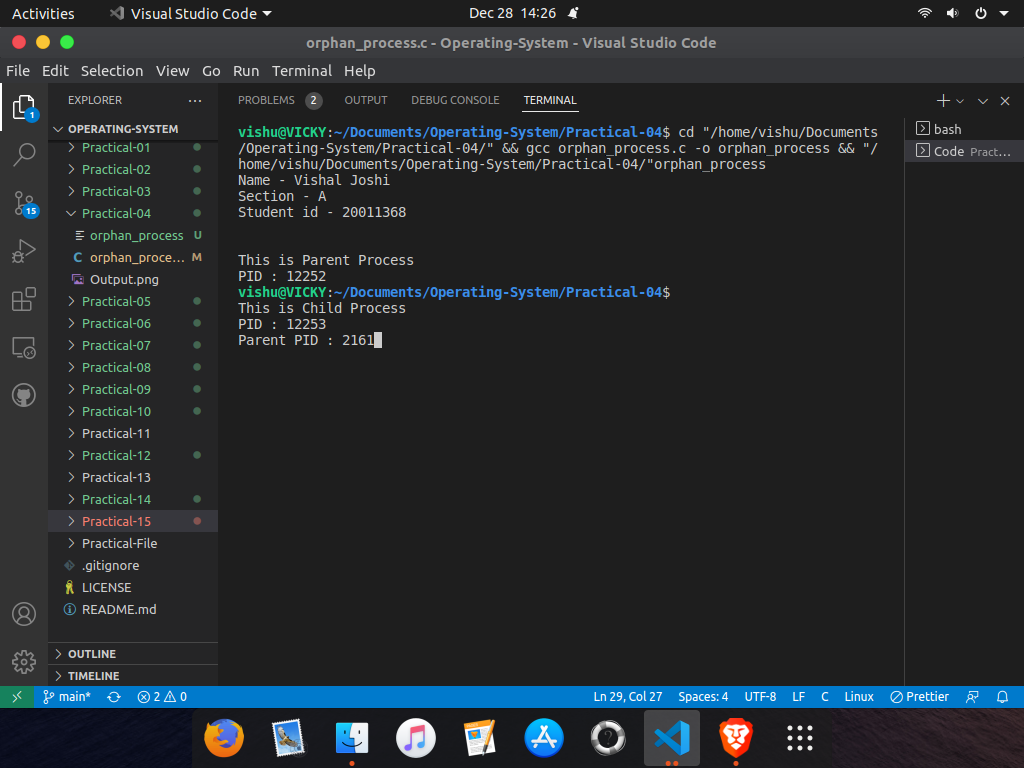 Activities
Visual Studio Code
Dec 28 14:26
orphan_process.c - Operating-System - Visual Studio Code
File Edit Selection View Go Run Terminal Help
EXPLORER
OPERATING-SYSTEM
Practical-01
Practical-02
Practical-03
Practical-04
orphan_process U
C orphan_proce... M
Output.png
Practical-05
Practical-06
Practical-07
Practical-08
Practical-09
Practical-10
Practical-11
Practical-12
Practical-13
Practical-14
Practical-15
Practical-File
.gitignore
LICENSE
README.md
OUTLINE
TIMELINE
1
15
PROBLEMS 2 OUTPUT DEBUG CONSOLE TERMINAL
vishu@VICKY:~/Documents/Operating-System/Practical-04$ cd "/home/vishu/Documents
/Operating-System/Practical-04/" && gcc orphan_process.c -o orphan_process && "/
home/vishu/Documents/Operating-System/Practical-04/"orphan_process
Name - Vishal Joshi
Section - A
Student id - 20011368
This is Parent Process
PID : 12252
vishu@VICKY:~/Documents/Operating-System/Practical-04$
This is Child Process
PID : 12253
Parent PID : 2161
bash
Code Pract...
main* 2 0
Ln 29, Col 27 Spaces: 4 UTF-8 LF C Linux Prettier